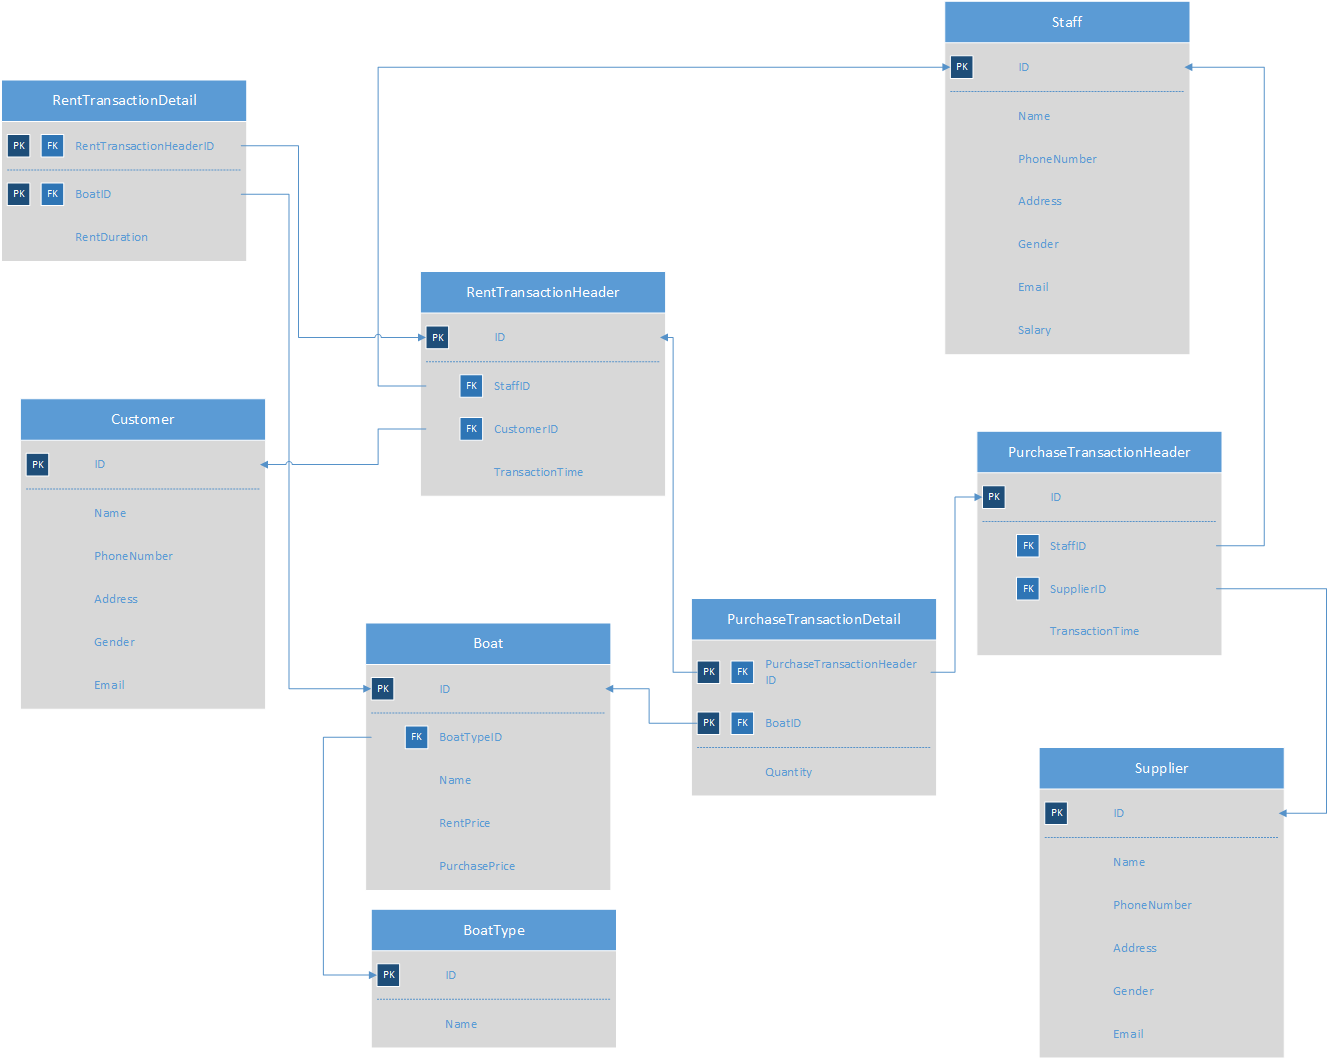 Staff
PK ID
Name
PhoneNumber
Address
Gender
Email
Salary
RentTransactionDetail
PK FK RentTransactionHeaderID
PK FK BoatID
RentDuration
RentTransactionHeader
PK ID
FK StaffID
FK CustomerID
TransactionTime
Customer
PK ID
Name
PhoneNumber
Address
Gender
Email
PurchaseTransactionHeader
PK ID
FK StaffID
FK SupplierID
TransactionTime
PurchaseTransactionDetail
PK FK PurchaseTransactionHeader
ID
PK FK BoatID
Quantity
Boat
PK ID
FK BoatTypeID
Name
RentPrice
PurchasePrice
Supplier
PK ID
Name
PhoneNumber
Address
Gender
Email
BoatType
PK ID
Name